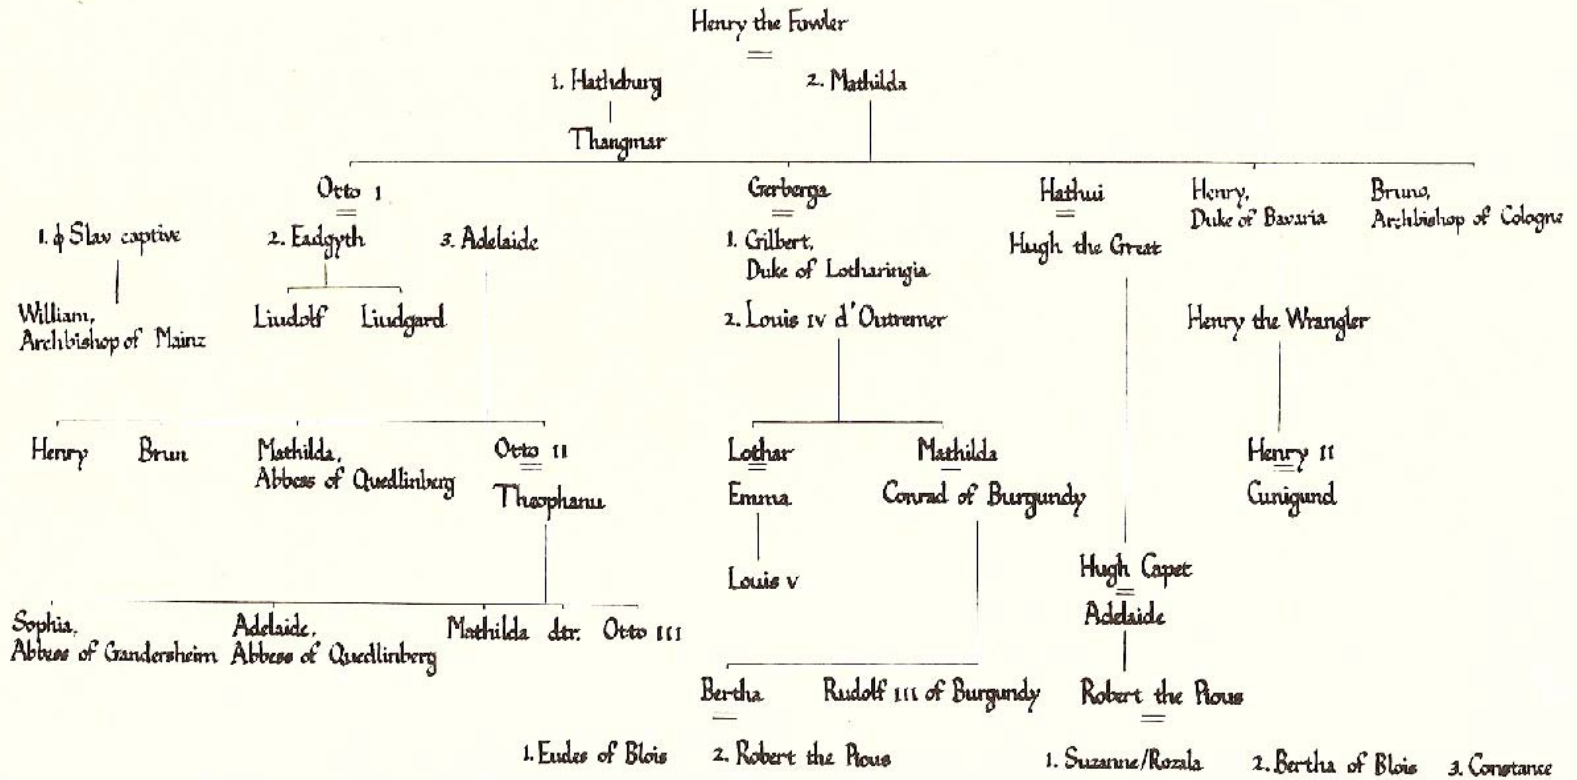 Henry the Fowler
1. Hatheburg 2. Mathilda
Thangmar
Otto I Gerberga Hathui Henry, Bruno,
Duke of Bavaria Archbishop of Cologne
1. ϕ Slav captive 2. Eadgyth 3. Adelaide 1. Gilbert, Hugh the Great
Duke of Lotharingia
William, Liudolf Liudgard 2. Louis IV d'Outremer Henry the Wrangler
Archbishop of Mainz
Henry Brun Mathilda, Otto II Lothar Mathilda Henry II
Abbess of Quedlinberg Theophanu Emma Conrad of Burgundy Cunigund
Louis V Hugh Capet
Adelaide
Sophia, Adelaide, Mathilda dtr. Otto III
Abbess of Gandersheim Abbess of Quedlinberg
Bertha Rudolf III of Burgundy Robert the Pious
1. Eudes of Blois 2. Robert the Pious 1. Suzanne/Rozala 2. Bertha of Blois 3. Constance